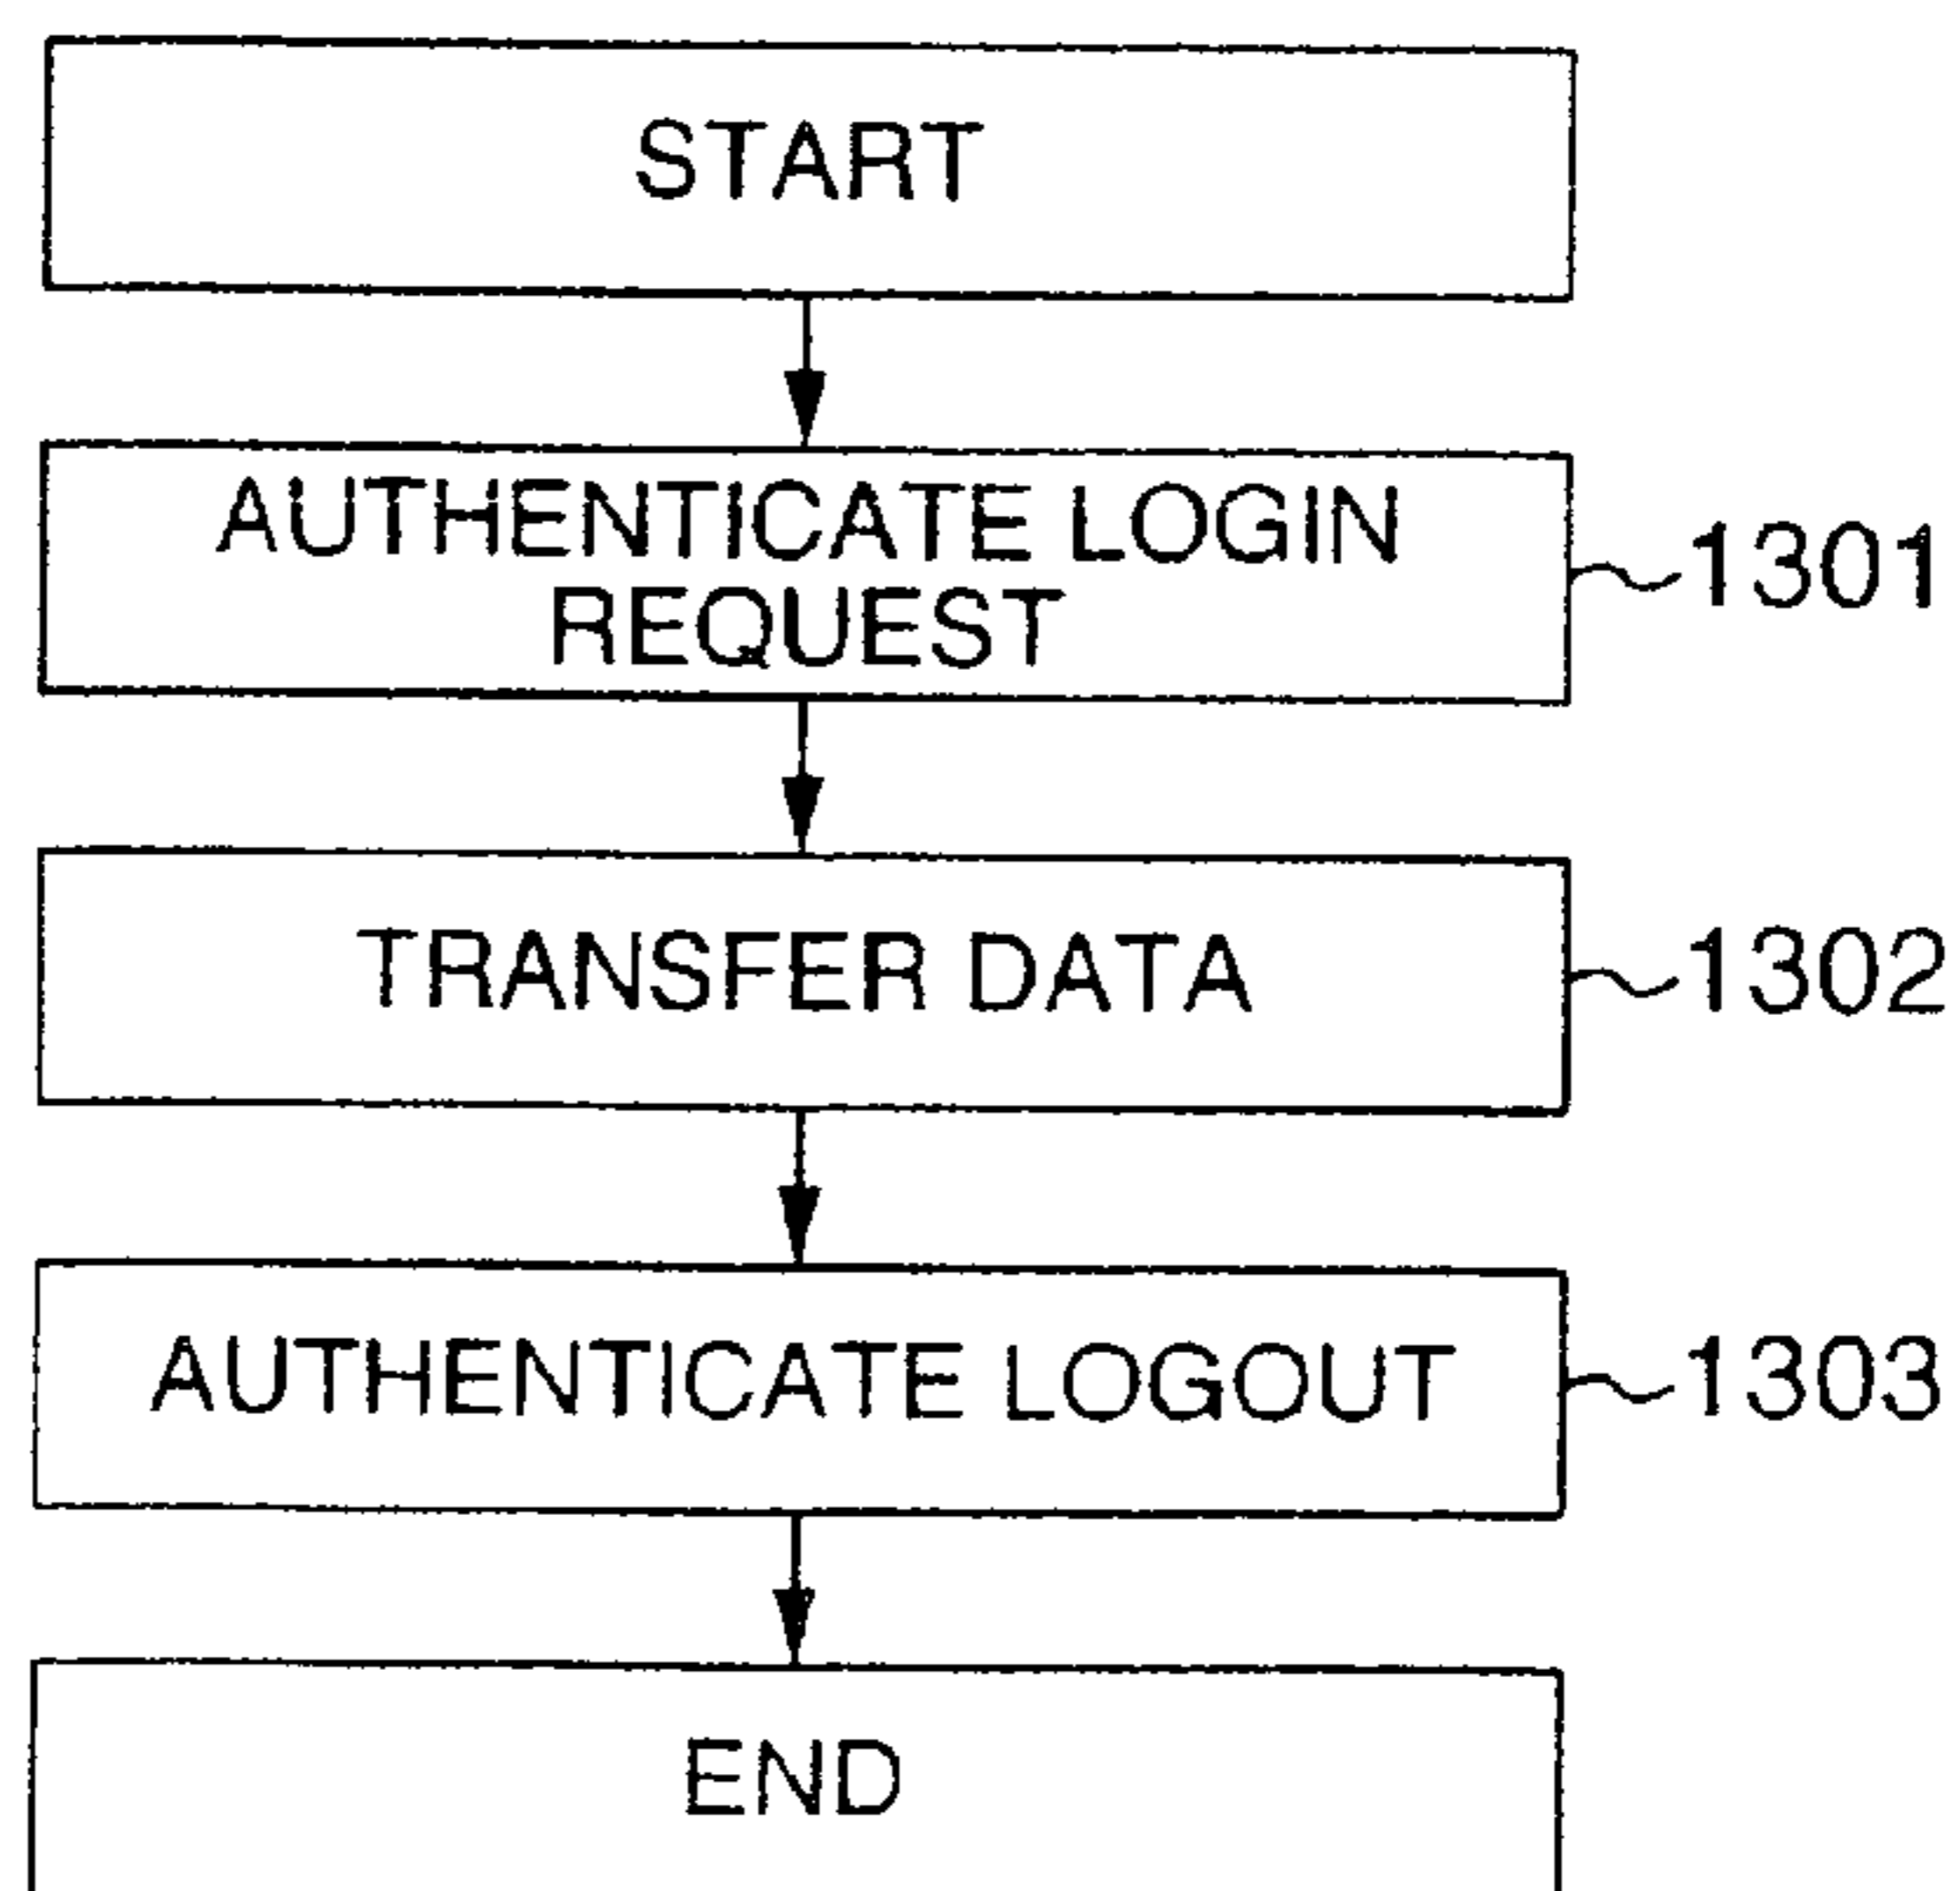 START
AUTHENTICATE LOGIN
REQUEST
1301
TRANSFER DATA
1302
AUTHENTICATE LOGOUT
1303
END